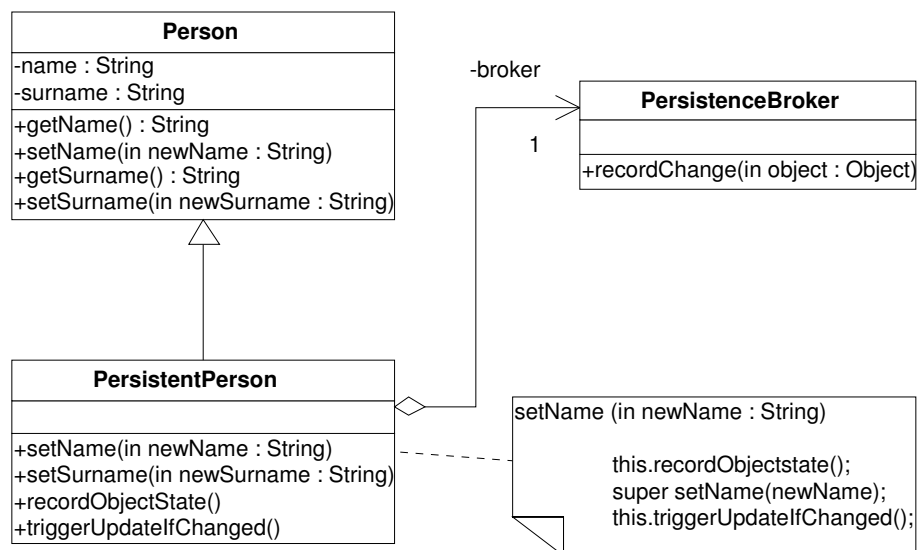 Person
-name : String
-surname : String
+getName() : String
+setName(in newName : String)
+getSurname() : String
+setSurname(in newSurname : String)
-broker
1
PersistenceBroker
+recordChange(in object : Object)
PersistentPerson
+setName(in newName : String)
+setSurname(in newSurname : String)
+recordObjectState()
+triggerUpdateIfChanged()
setName (in newName : String)
this.recordObjectstate();
super setName(newName);
this.triggerUpdateIfChanged();